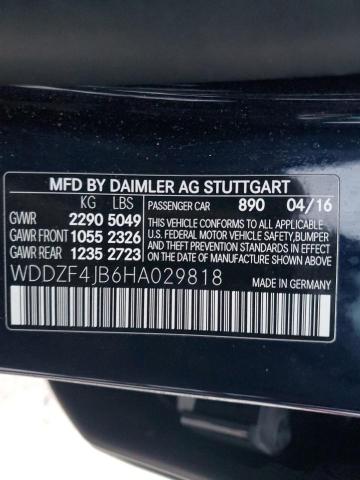 MFD BY DAIMLER AG STUTTGART
KG LBS
GVWR 2290 5049
GAWR FRONT 1055 2326
GAWR REAR 1235 2723
PASSENGER CAR 890 04/16
THIS VEHICLE CONFORMS TO ALL APPLICABLE
U.S. FEDERAL MOTOR VEHICLE SAFETY, BUMPER
AND THEFT PREVENTION STANDARDS IN EFFECT ON THE
DATE OF MANUFACTURE SHOWN ABOVE.
WDDZF4JB6HA029818
MADE IN GERMANY